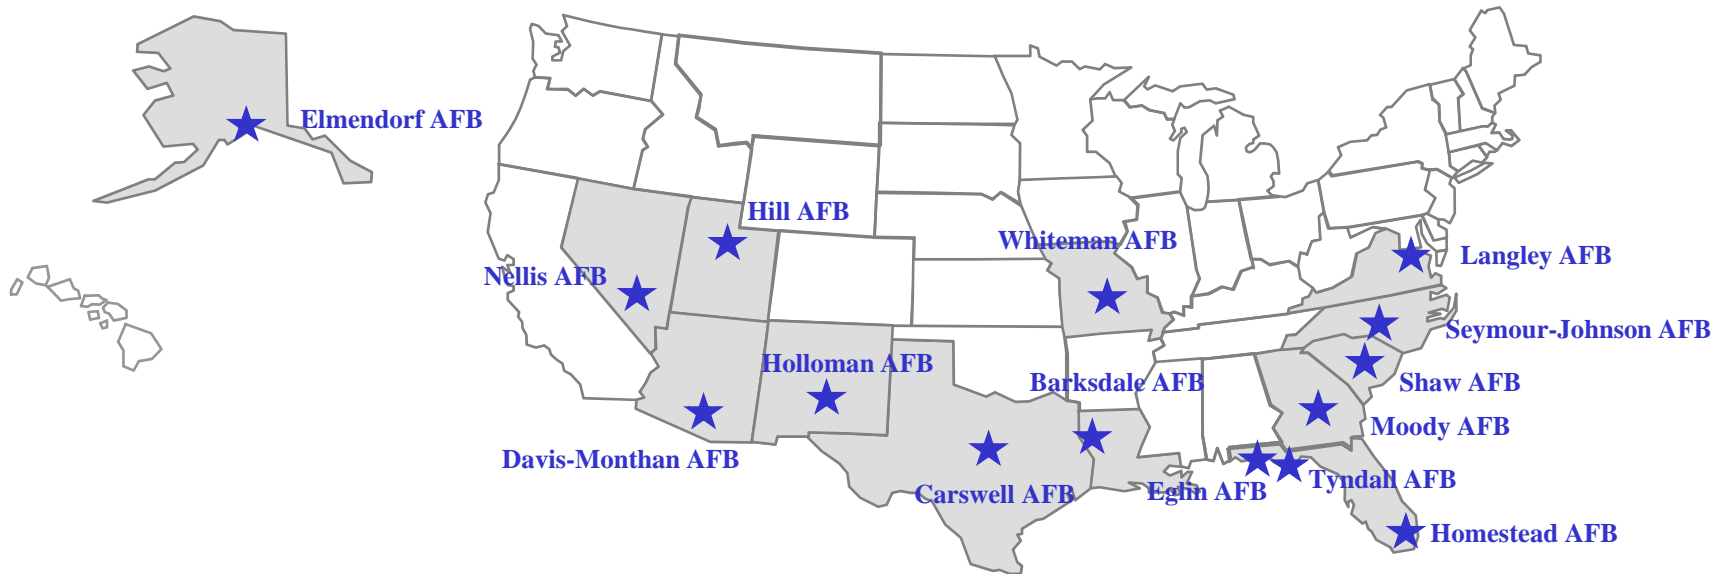 Elmendorf AFB
Hill AFB
Whiteman AFB
Langley AFB
Nellis AFB
Seymour-Johnson AFB
Holloman AFB
Barksdale AFB
Shaw AFB
Moody AFB
Davis-Monthan AFB
Carswell AFB
Eglin AFB
Tyndall AFB
Homestead AFB